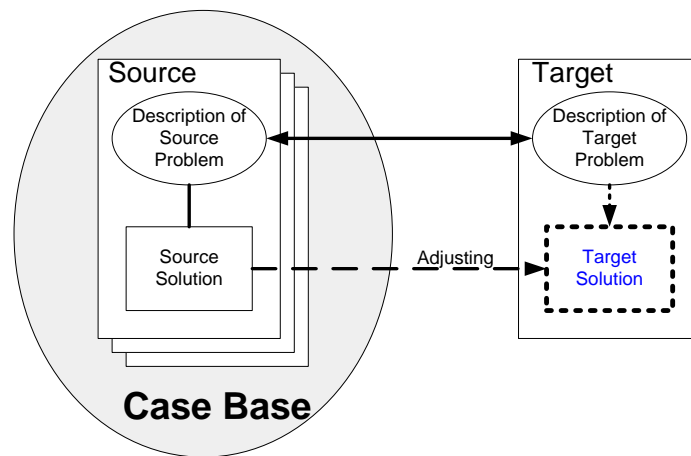 Source
Description of
Source
Problem
Source
Solution
Case Base
Adjusting
Target
Description of
Target
Problem
Target
Solution